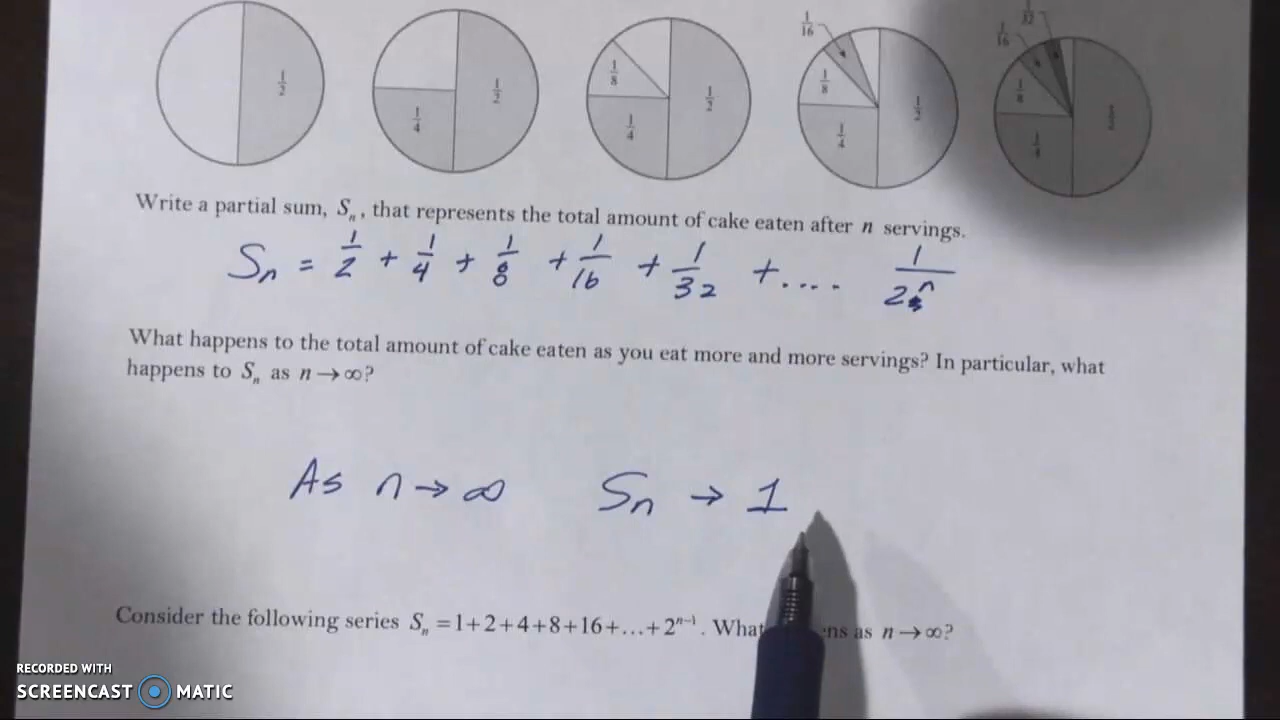 1/32
1/16 1/16
1/2 1/2 1/8 1/2 1/8 1/2 1/8 1/2
1/4 1/4 1/4 1/4
Write a partial sum, Sₙ, that represents the total amount of cake eaten after n servings.
Sₙ = 1/2 + 1/4 + 1/8 + 1/16 + 1/32 + .... 1/2ⁿ
What happens to the total amount of cake eaten as you eat more and more servings? In particular, what
happens to Sₙ as n→∞?
As n → ∞ Sₙ → 1
Consider the following series Sₙ = 1+2+4+8+16+...+2ⁿ⁻¹. What as n→∞?
RECORDED WITH
SCREENCAST MATIC